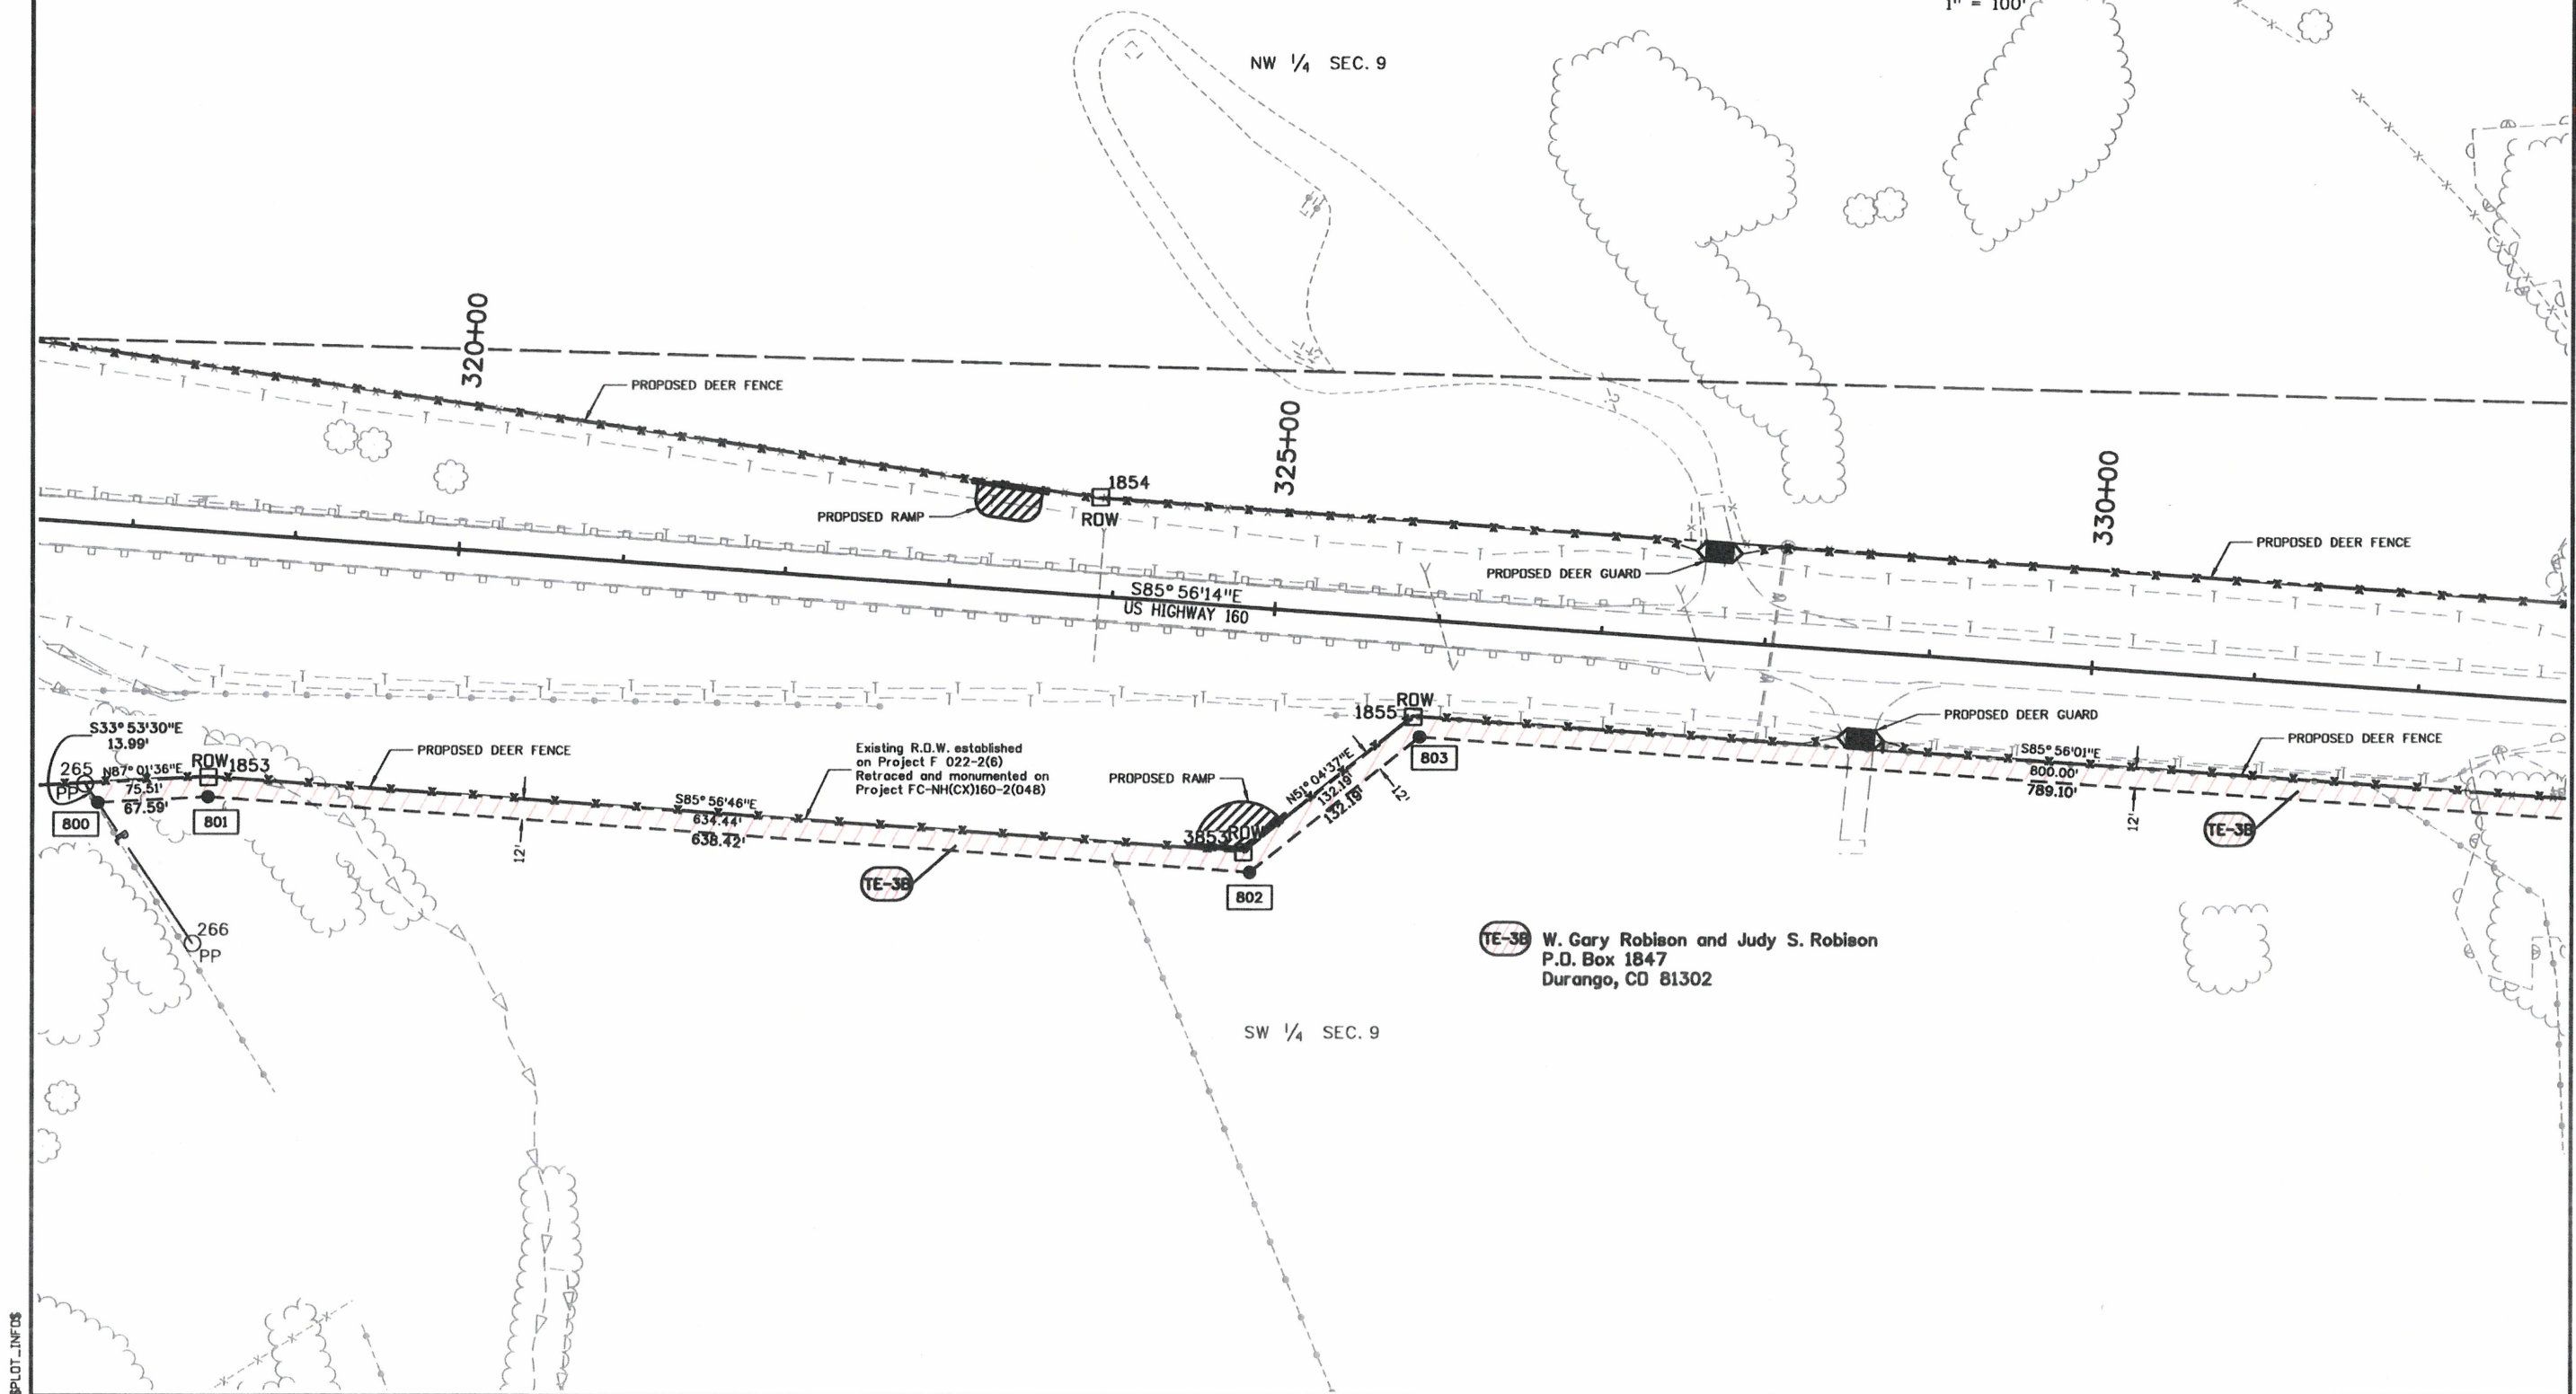 1" = 100'
NW 1/4 SEC. 9
320+00
PROPOSED DEER FENCE
325+00
1854
ROW
PROPOSED RAMP
330+00
PROPOSED DEER FENCE
PROPOSED DEER GUARD
S85°56'14"E
US HIGHWAY 160
S33°53'30"E
13.99'
265
PP
N87°01'36"E
75.51'
67.59'
ROW
1853
800
801
PROPOSED DEER FENCE
Existing R.O.W. established
on Project F 022-2(6)
Retraced and monumented on
Project FC-NH(CX)160-2(048)
S85°56'46"E
634.44'
638.42'
12'
PROPOSED RAMP
3853
ROW
802
N51°04'37"E
132.19'
132.19'
12'
ROW
1855
803
PROPOSED DEER GUARD
S85°56'01"E
800.00'
789.10'
12'
PROPOSED DEER FENCE
TE-3B
TE-3B
266
PP
TE-3B W. Gary Robison and Judy S. Robison
P.O. Box 1847
Durango, CO 81302
SW 1/4 SEC. 9
$PLOT_INFO$